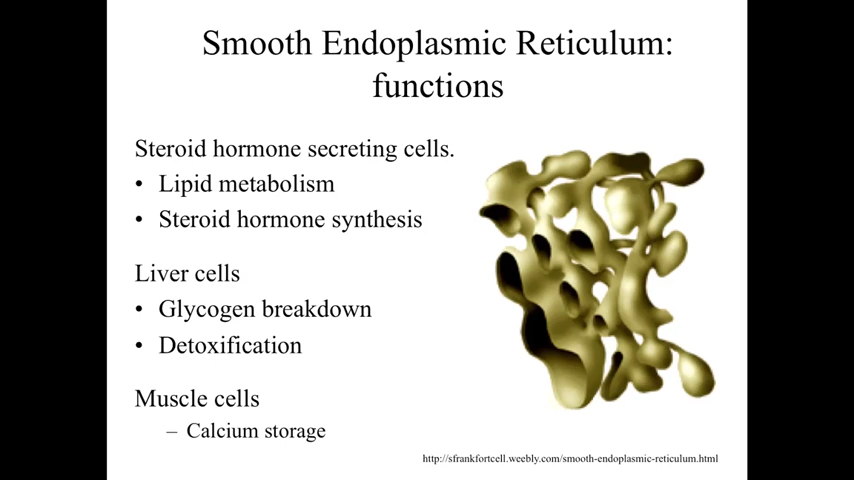 Smooth Endoplasmic Reticulum:
functions
Steroid hormone secreting cells.
• Lipid metabolism
• Steroid hormone synthesis
Liver cells
• Glycogen breakdown
• Detoxification
Muscle cells
– Calcium storage
http://sfrankfortcell.weebly.com/smooth-endoplasmic-reticulum.html